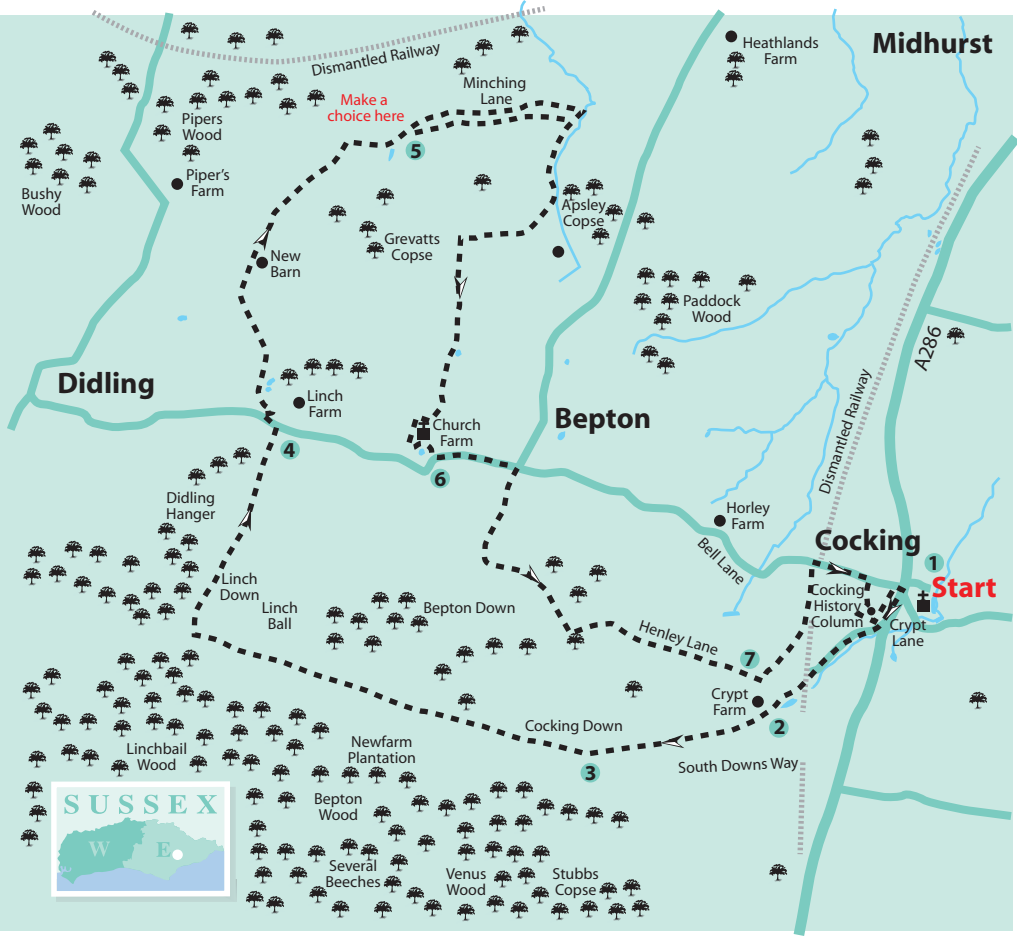 Midhurst
Heathlands
Farm
Dismantled Railway
Minching
Lane
Make a
choice here
Pipers
Wood
5
Piper's
Farm
Bushy
Wood
Apsley
Copse
Grevatts
Copse
New
Barn
Paddock
Wood
A286
Didling
Linch
Farm
Dismantled Railway
Bepton
Church
Farm
4
6
Didling
Hanger
Horley
Farm
Bell Lane
Cocking
1
Start
Linch
Down
Linch
Ball
Bepton Down
Cocking
History
Column
Crypt
Lane
Henley Lane
7
Crypt
Farm
2
Cocking Down
Linchbail
Wood
Newfarm
Plantation
3
South Downs Way
Bepton
Wood
SUSSEX
W
E
Several
Beeches
Venus
Wood
Stubbs
Copse